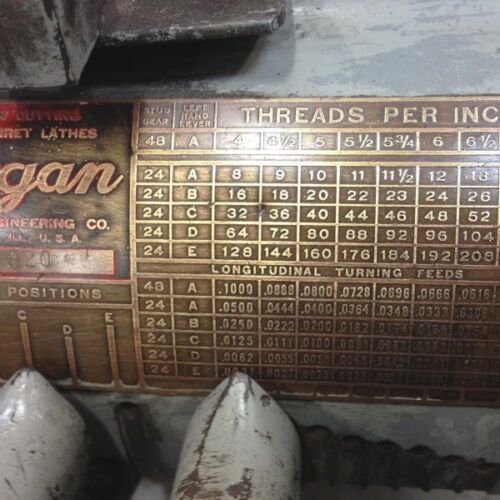 CUTTING
RRET LATHES
gan
GINEERING CO.
ILL., U.S.A.
POSITIONS
C D E
STUD GEAR LEFT HAND LEVER THREADS PER INC
48 A 4 4½ 5 5½ 5¾ 6 6½
24 A 8 9 10 11 11½ 12 13
24 B 16 18 20 22 23 24 26
24 C 32 36 40 44 46 48 52
24 D 64 72 80 88 92 96 104
24 E 128 144 160 176 184 192 208
LONGITUDINAL TURNING FEEDS
48 A .1000 .0888 .0800 .0728 .0696 .0666 .0616
24 A .0500 .0444 .0400 .0364 .0348 .0333 .0308
24 B .0250 .0222 .0200 .0182 .0174
24 C .0125 .0111 .0100
24 D .0062 .0055
24 E